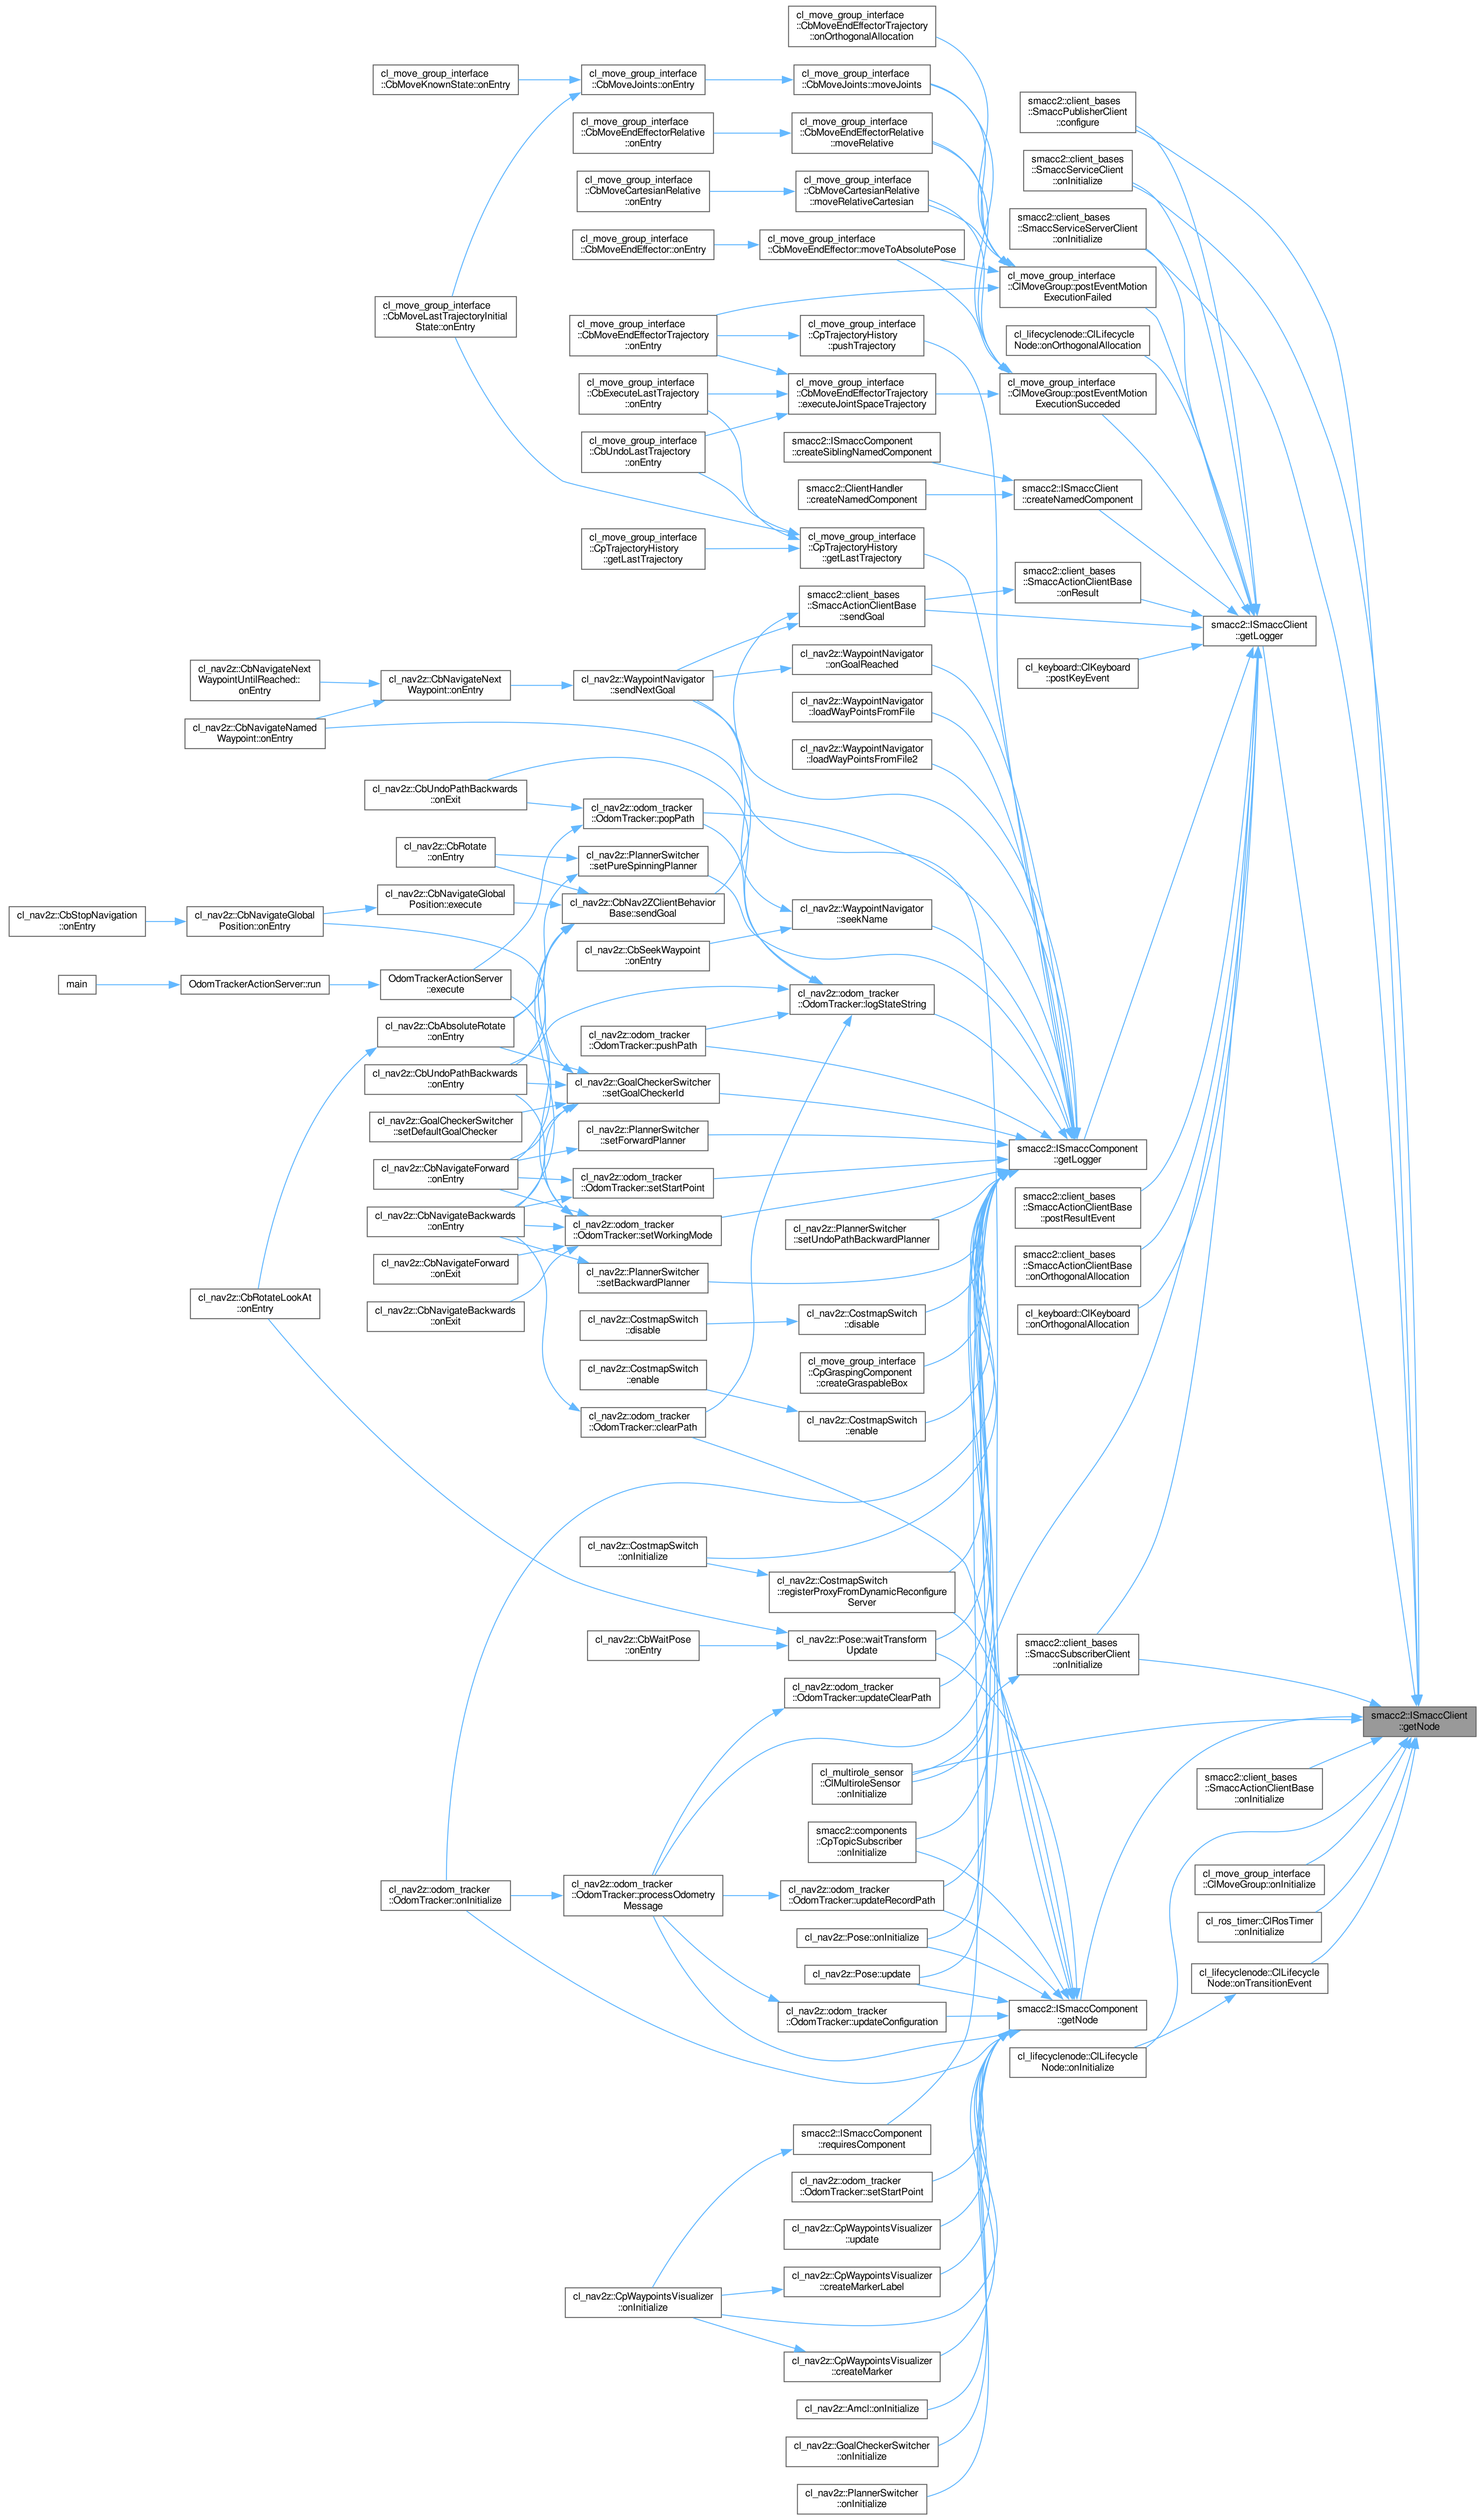 cl_move_group_interface
::CbMoveEndEffectorTrajectory
::onOrthogonalAllocation
cl_move_group_interface
::CbMoveKnownState::onEntry
cl_move_group_interface
::CbMoveJoints::onEntry
cl_move_group_interface
::CbMoveJoints::moveJoints
smacc2::client_bases
::SmaccPublisherClient
::configure
cl_move_group_interface
::CbMoveEndEffectorRelative
::onEntry
cl_move_group_interface
::CbMoveEndEffectorRelative
::moveRelative
smacc2::client_bases
::SmaccServiceClient
::onInitialize
cl_move_group_interface
::CbMoveCartesianRelative
::onEntry
cl_move_group_interface
::CbMoveCartesianRelative
::moveRelativeCartesian
smacc2::client_bases
::SmaccServiceServerClient
::onInitialize
cl_move_group_interface
::CbMoveEndEffector::onEntry
cl_move_group_interface
::CbMoveEndEffector::moveToAbsolutePose
cl_move_group_interface
::ClMoveGroup::postEventMotion
ExecutionFailed
cl_move_group_interface
::CbMoveLastTrajectoryInitial
State::onEntry
cl_move_group_interface
::CbMoveEndEffectorTrajectory
::onEntry
cl_move_group_interface
::CpTrajectoryHistory
::pushTrajectory
cl_lifecyclenode::ClLifecycle
Node::onOrthogonalAllocation
cl_move_group_interface
::CbExecuteLastTrajectory
::onEntry
cl_move_group_interface
::CbMoveEndEffectorTrajectory
::executeJointSpaceTrajectory
cl_move_group_interface
::ClMoveGroup::postEventMotion
ExecutionSucceded
cl_move_group_interface
::CbUndoLastTrajectory
::onEntry
smacc2::ISmaccComponent
::createSiblingNamedComponent
smacc2::ClientHandler
::createNamedComponent
smacc2::ISmaccClient
::createNamedComponent
cl_move_group_interface
::CpTrajectoryHistory
::getLastTrajectory
cl_move_group_interface
::CpTrajectoryHistory
::getLastTrajectory
smacc2::client_bases
::SmaccActionClientBase
::onResult
smacc2::client_bases
::SmaccActionClientBase
::sendGoal
smacc2::ISmaccClient
::getLogger
cl_nav2z::CbNavigateNext
WaypointUntilReached::
onEntry
cl_nav2z::CbNavigateNext
Waypoint::onEntry
cl_nav2z::WaypointNavigator
::sendNextGoal
cl_nav2z::WaypointNavigator
::onGoalReached
cl_keyboard::ClKeyboard
::postKeyEvent
cl_nav2z::CbNavigateNamed
Waypoint::onEntry
cl_nav2z::WaypointNavigator
::loadWayPointsFromFile
cl_nav2z::WaypointNavigator
::loadWayPointsFromFile2
cl_nav2z::CbUndoPathBackwards
::onExit
cl_nav2z::odom_tracker
::OdomTracker::popPath
cl_nav2z::CbRotate
::onEntry
cl_nav2z::PlannerSwitcher
::setPureSpinningPlanner
cl_nav2z::CbStopNavigation
::onEntry
cl_nav2z::CbNavigateGlobal
Position::onEntry
cl_nav2z::CbNavigateGlobal
Position::execute
cl_nav2z::CbNav2ZClientBehavior
Base::sendGoal
cl_nav2z::WaypointNavigator
::seekName
cl_nav2z::CbSeekWaypoint
::onEntry
main
OdomTrackerActionServer::run
OdomTrackerActionServer
::execute
cl_nav2z::odom_tracker
::OdomTracker::logStateString
cl_nav2z::CbAbsoluteRotate
::onEntry
cl_nav2z::odom_tracker
::OdomTracker::pushPath
cl_nav2z::CbUndoPathBackwards
::onEntry
cl_nav2z::GoalCheckerSwitcher
::setGoalCheckerId
cl_nav2z::GoalCheckerSwitcher
::setDefaultGoalChecker
cl_nav2z::PlannerSwitcher
::setForwardPlanner
smacc2::ISmaccComponent
::getLogger
cl_nav2z::CbNavigateForward
::onEntry
cl_nav2z::odom_tracker
::OdomTracker::setStartPoint
smacc2::client_bases
::SmaccActionClientBase
::postResultEvent
cl_nav2z::CbNavigateBackwards
::onEntry
cl_nav2z::odom_tracker
::OdomTracker::setWorkingMode
cl_nav2z::PlannerSwitcher
::setUndoPathBackwardPlanner
smacc2::client_bases
::SmaccActionClientBase
::onOrthogonalAllocation
cl_nav2z::CbNavigateForward
::onExit
cl_nav2z::PlannerSwitcher
::setBackwardPlanner
cl_nav2z::CbRotateLookAt
::onEntry
cl_nav2z::CbNavigateBackwards
::onExit
cl_nav2z::CostmapSwitch
::disable
cl_nav2z::CostmapSwitch
::disable
cl_keyboard::ClKeyboard
::onOrthogonalAllocation
cl_nav2z::CostmapSwitch
::enable
cl_move_group_interface
::CpGraspingComponent
::createGraspableBox
cl_nav2z::odom_tracker
::OdomTracker::clearPath
cl_nav2z::CostmapSwitch
::enable
cl_nav2z::CostmapSwitch
::onInitialize
cl_nav2z::CostmapSwitch
::registerProxyFromDynamicReconfigure
Server
cl_nav2z::CbWaitPose
::onEntry
cl_nav2z::Pose::waitTransform
Update
smacc2::client_bases
::SmaccSubscriberClient
::onInitialize
cl_nav2z::odom_tracker
::OdomTracker::updateClearPath
smacc2::ISmaccClient
::getNode
cl_multirole_sensor
::ClMultiroleSensor
::onInitialize
smacc2::client_bases
::SmaccActionClientBase
::onInitialize
smacc2::components
::CpTopicSubscriber
::onInitialize
cl_move_group_interface
::ClMoveGroup::onInitialize
cl_nav2z::odom_tracker
::OdomTracker::onInitialize
cl_nav2z::odom_tracker
::OdomTracker::processOdometry
Message
cl_nav2z::odom_tracker
::OdomTracker::updateRecordPath
cl_ros_timer::ClRosTimer
::onInitialize
cl_nav2z::Pose::onInitialize
cl_nav2z::Pose::update
cl_lifecyclenode::ClLifecycle
Node::onTransitionEvent
cl_nav2z::odom_tracker
::OdomTracker::updateConfiguration
smacc2::ISmaccComponent
::getNode
cl_lifecyclenode::ClLifecycle
Node::onInitialize
smacc2::ISmaccComponent
::requiresComponent
cl_nav2z::odom_tracker
::OdomTracker::setStartPoint
cl_nav2z::CpWaypointsVisualizer
::update
cl_nav2z::CpWaypointsVisualizer
::createMarkerLabel
cl_nav2z::CpWaypointsVisualizer
::onInitialize
cl_nav2z::CpWaypointsVisualizer
::createMarker
cl_nav2z::Amcl::onInitialize
cl_nav2z::GoalCheckerSwitcher
::onInitialize
cl_nav2z::PlannerSwitcher
::onInitialize